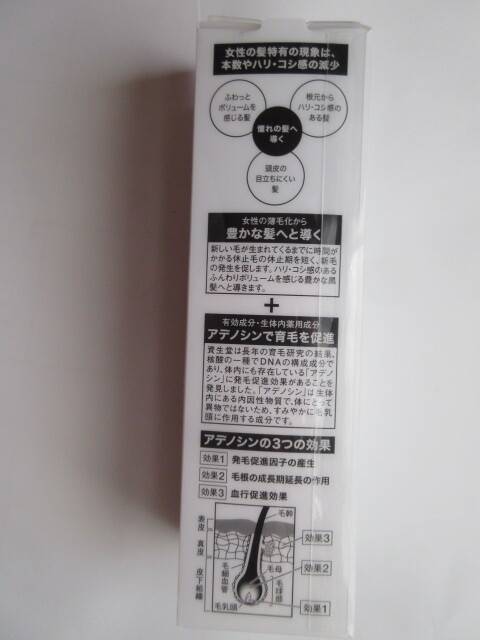 女性の髪特有の現象は、
本数やハリ・コシ感の減少
ふわっと
ボリュームを
感じる髪
根元から
ハリ・コシ感の
ある髪
憧れの髪へ
導く
頭皮の
目立ちにくい
髪
女性の薄毛化から
豊かな髪へと導く
新しい毛が生まれてくるまでに時間が
かかる休止毛の休止期を短く、新毛
の発生を促します。ハリ・コシ感のある
ふんわりボリュームを感じる豊かな黒
髪へと導きます。
+
有効成分・生体内薬用成分
アデノシンで育毛を促進
資生堂は長年の育毛研究の結果、
核酸の一種でDNAの構成成分で
あり、体内にも存在している「アデノ
シン」に発毛促進効果があることを
発見しました。「アデノシン」は生体
内にある内因性物質で、体にとって
異物ではないため、すみやかに毛乳
頭に作用する成分です。
アデノシンの3つの効果
効果1 発毛促進因子の産生
効果2 毛根の成長期延長の作用
効果3 血行促進効果
毛幹
表皮
真皮
皮下組織
効果3
毛細血管
毛母
効果2
毛球部
毛乳頭
効果1